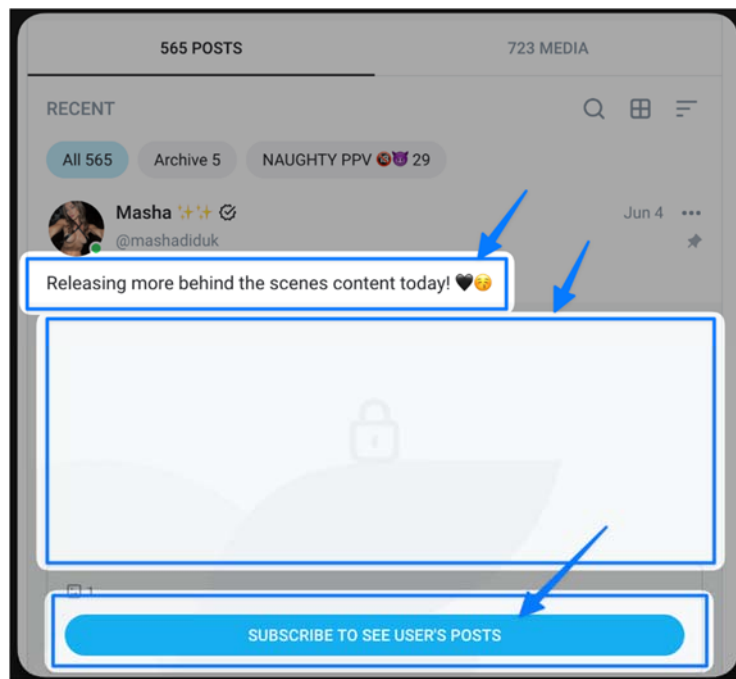 565 POSTS 723 MEDIA
RECENT
All 565 Archive 5 NAUGHTY PPV 🔞😈 29
Masha ✨✨ Jun 4 •••
@mashadiduk
Releasing more behind the scenes content today! 🖤😚
1
SUBSCRIBE TO SEE USER'S POSTS